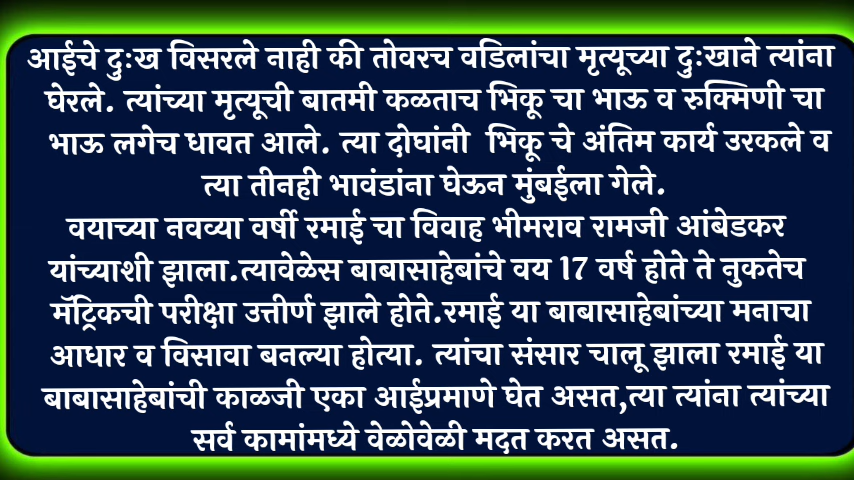 आईचे दुःख विसरले नाही की तोवरच वडिलांचा मृत्यूच्या दुःखाने त्यांना
घेरले. त्यांच्या मृत्यूची बातमी कळताच भिकू चा भाऊ व रुक्मिणी चा
भाऊ लगेच धावत आले. त्या दोघांनी भिकू चे अंतिम कार्य उरकले व
त्या तीनही भावंडांना घेऊन मुंबईला गेले.
वयाच्या नवव्या वर्षी रमाई चा विवाह भीमराव रामजी आंबेडकर
यांच्याशी झाला.त्यावेळेस बाबासाहेबांचे वय 17 वर्ष होते ते नुकतेच
मॅट्रिकची परीक्षा उत्तीर्ण झाले होते.रमाई या बाबासाहेबांच्या मनाचा
आधार व विसावा बनल्या होत्या. त्यांचा संसार चालू झाला रमाई या
बाबासाहेबांची काळजी एका आईप्रमाणे घेत असत,त्या त्यांना त्यांच्या
सर्व कामांमध्ये वेळोवेळी मदत करत असत.